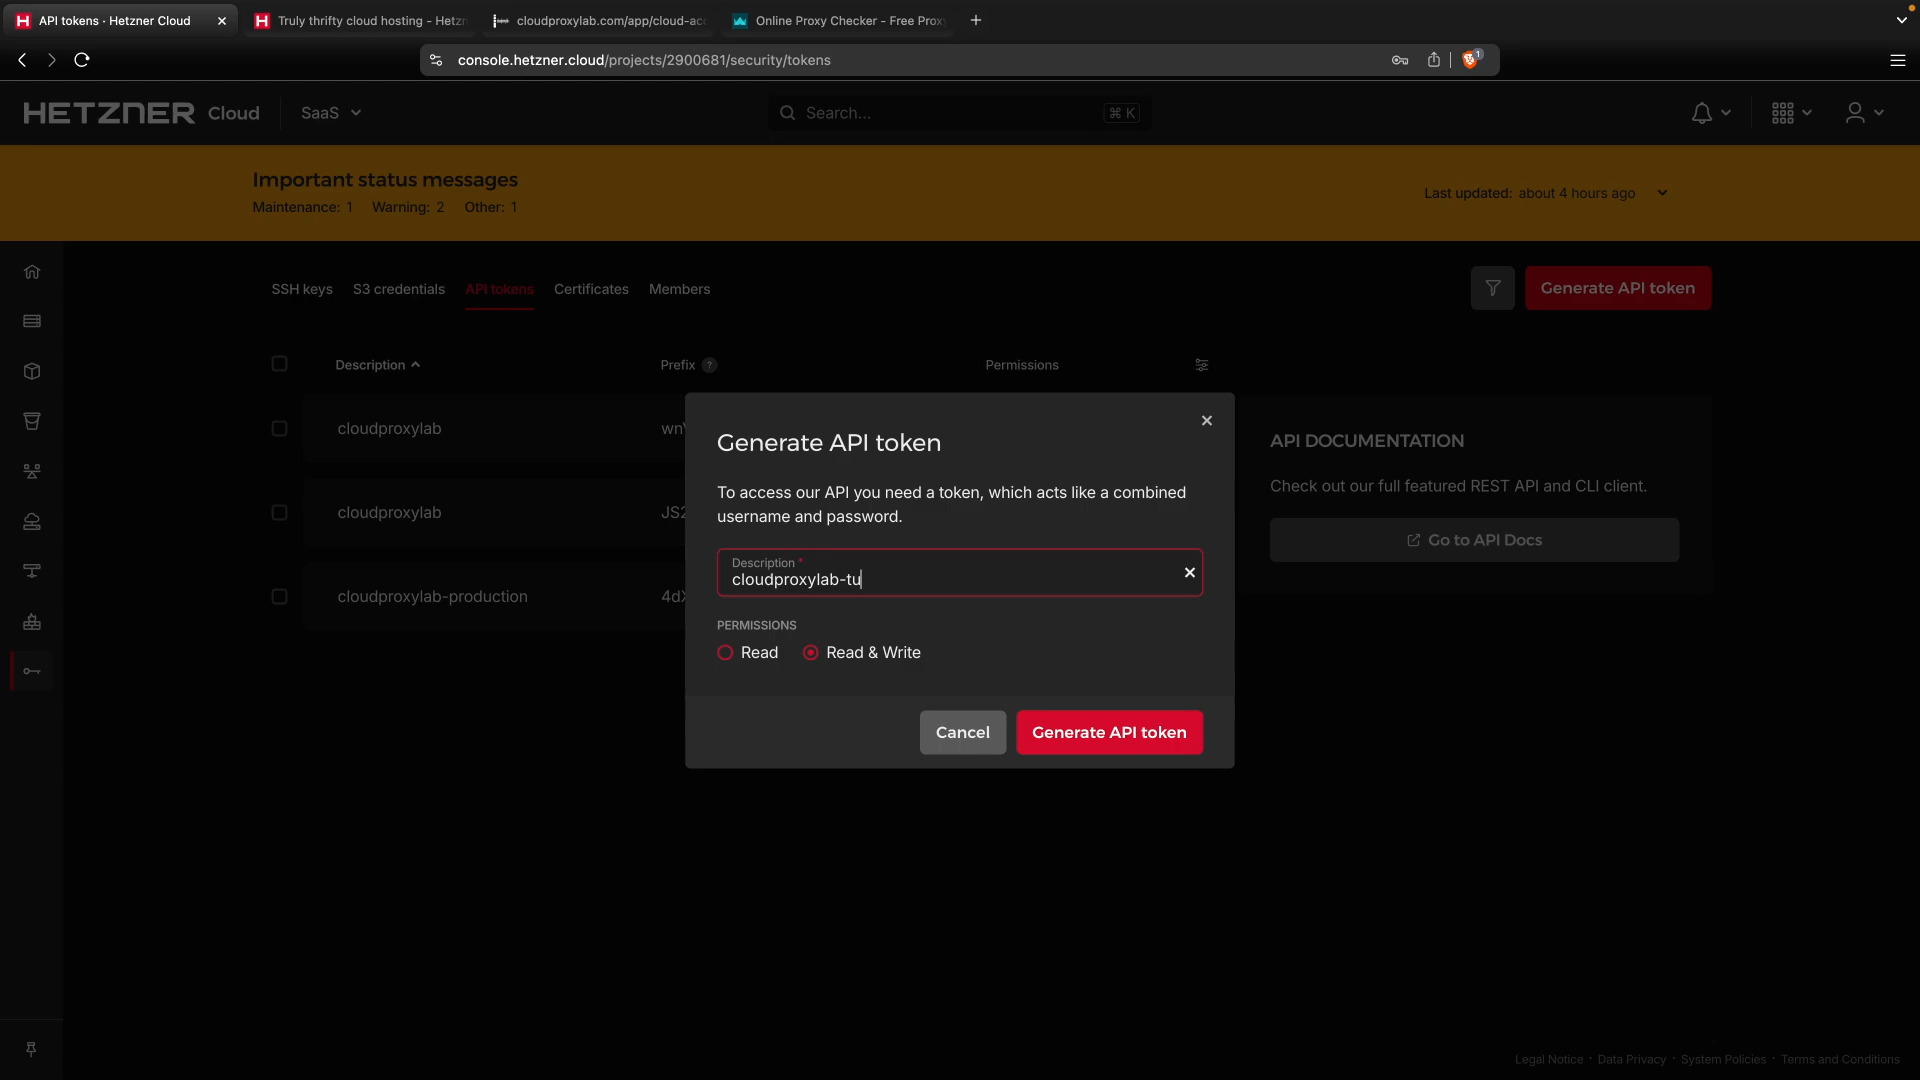 API tokens · Hetzner Cloud
Truly thrifty cloud hosting - Hetzn
cloudproxylab.com/app/cloud-acc
Online Proxy Checker - Free Proxy
console.hetzner.cloud/projects/2900681/security/tokens
1
HETZNER Cloud
SaaS
Search...
⌘ K
Important status messages
Maintenance: 1 Warning: 2 Other: 1
Last updated: about 4 hours ago
SSH keys
S3 credentials
API tokens
Certificates
Members
Generate API token
Description
Prefix ?
Permissions
cloudproxylab
wn
cloudproxylab
JS2
cloudproxylab-production
4dX
Generate API token
To access our API you need a token, which acts like a combined
username and password.
Description *
cloudproxylab-tu
PERMISSIONS
Read
Read & Write
Cancel
Generate API token
API DOCUMENTATION
Check out our full featured REST API and CLI client.
Go to API Docs
Legal Notice · Data Privacy · System Policies · Terms and Conditions